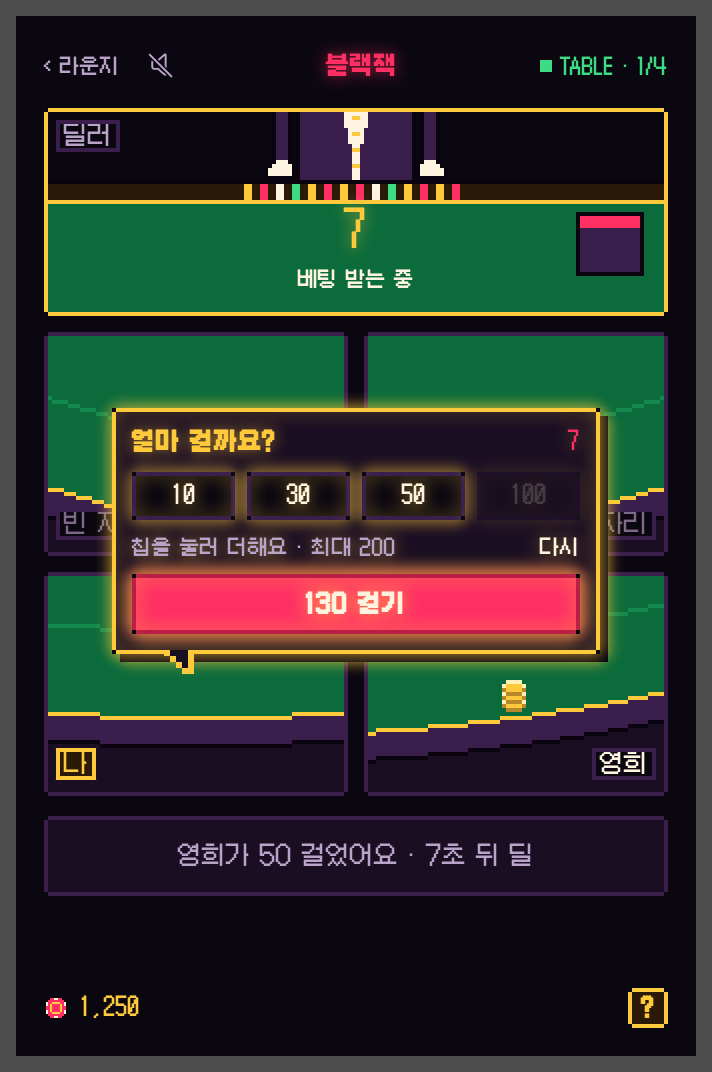 < 라운지
블랙잭
TABLE · 1/4
딜러
7
베팅 받는 중
얼마 걸까요?
7
10
30
50
100
칩을 눌러 더해요 · 최대 200
다시
130 걸기
빈
자리
나
영희
영희가 50 걸었어요 · 7초 뒤 딜
1,250
?